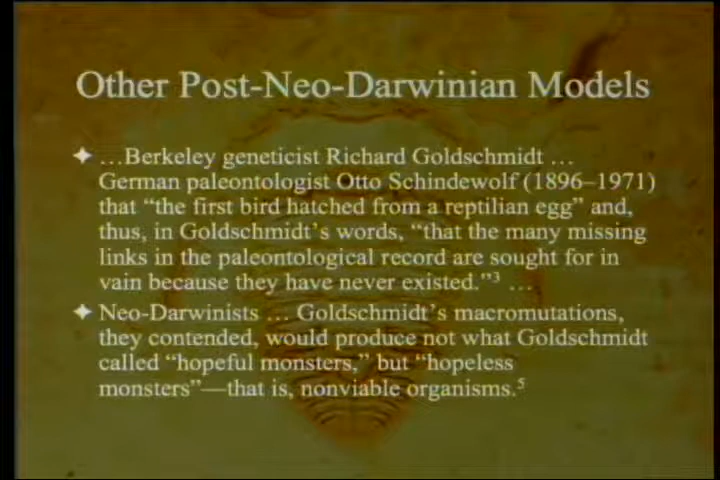 Other Post-Neo-Darwinian Models
✦ …Berkeley geneticist Richard Goldschmidt …
German paleontologist Otto Schindewolf (1896–1971)
that “the first bird hatched from a reptilian egg” and,
thus, in Goldschmidt’s words, “that the many missing
links in the paleontological record are sought for in
vain because they have never existed.”³ …
✦ Neo-Darwinists … Goldschmidt’s macromutations,
they contended, would produce not what Goldschmidt
called “hopeful monsters,” but “hopeless
monsters”—that is, nonviable organisms.⁵